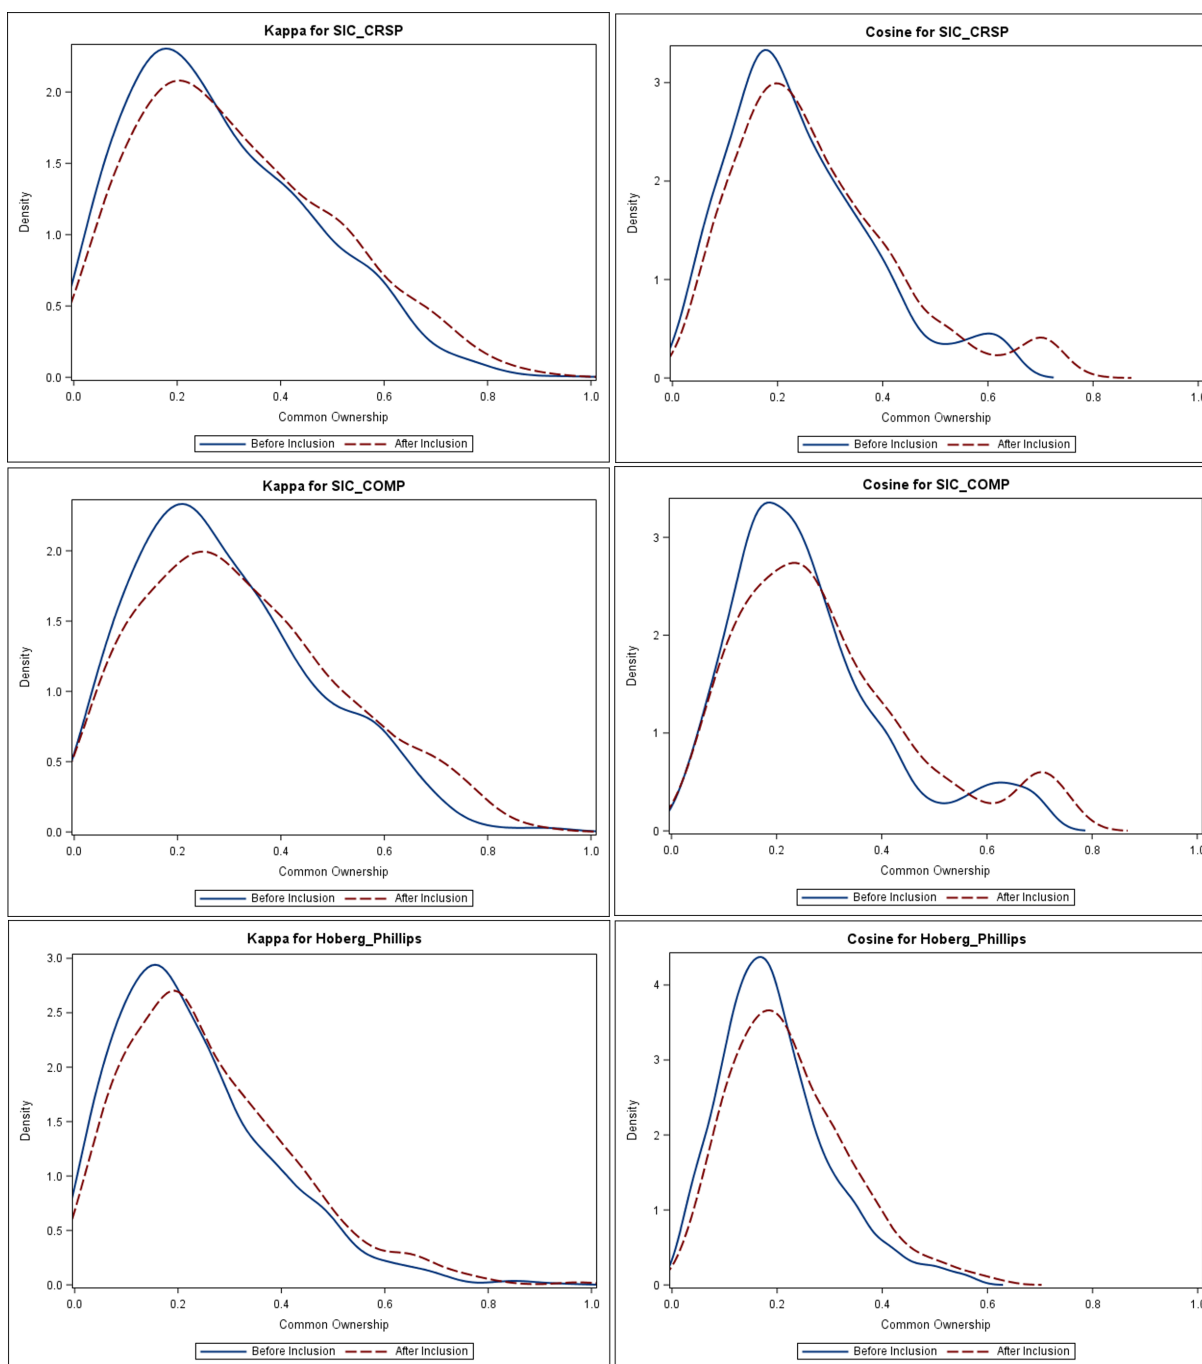 Kappa for SIC_CRSP
Density
2.0
1.5
1.0
0.5
0.0
0.0 0.2 0.4 0.6 0.8 1.0
Common Ownership
Before Inclusion After Inclusion
Cosine for SIC_CRSP
Density
3
2
1
0
0.0 0.2 0.4 0.6 0.8 1.0
Common Ownership
Before Inclusion After Inclusion
Kappa for SIC_COMP
Density
2.0
1.5
1.0
0.5
0.0
0.0 0.2 0.4 0.6 0.8 1.0
Common Ownership
Before Inclusion After Inclusion
Cosine for SIC_COMP
Density
3
2
1
0
0.0 0.2 0.4 0.6 0.8 1.0
Common Ownership
Before Inclusion After Inclusion
Kappa for Hoberg_Phillips
Density
3.0
2.5
2.0
1.5
1.0
0.5
0.0
0.0 0.2 0.4 0.6 0.8 1.0
Common Ownership
Before Inclusion After Inclusion
Cosine for Hoberg_Phillips
Density
4
3
2
1
0
0.0 0.2 0.4 0.6 0.8 1.0
Common Ownership
Before Inclusion After Inclusion